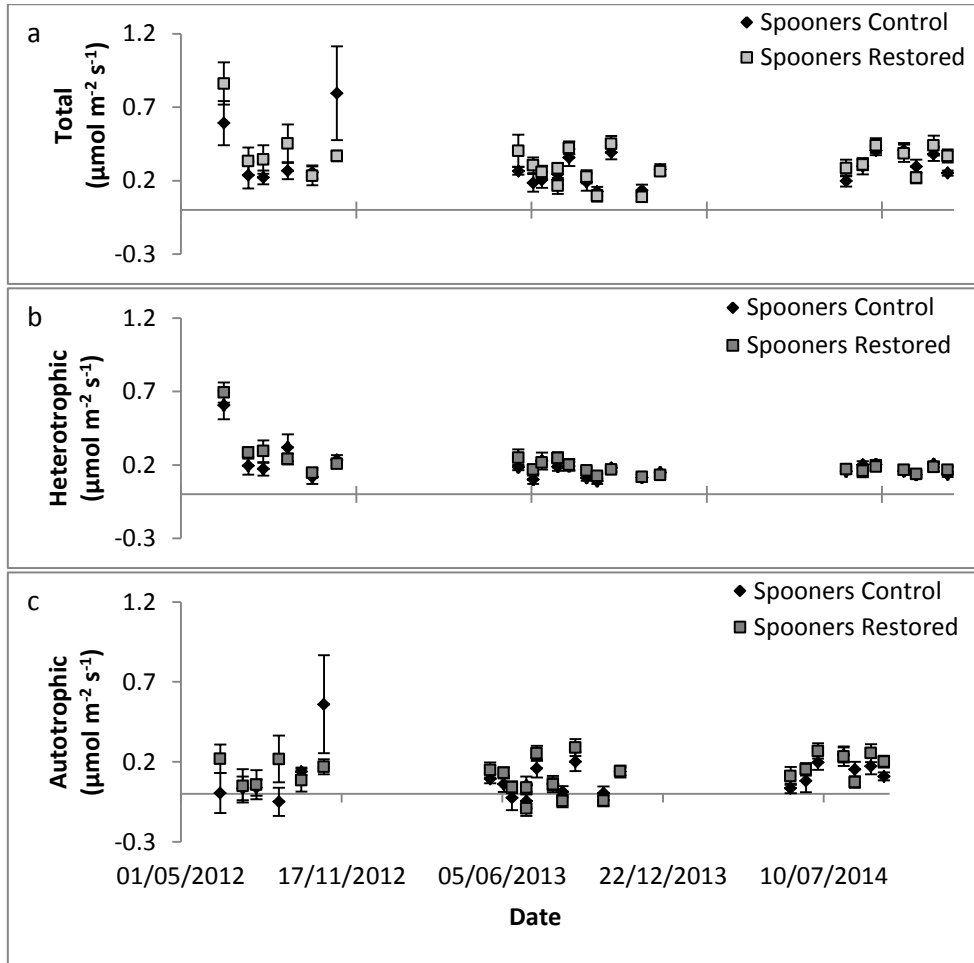 a
Spooners Control
Spooners Restored
Total
(µmol m⁻² s⁻¹)
1.2
0.7
0.2
-0.3
b
Spooners Control
Spooners Restored
Heterotrophic
(µmol m⁻² s⁻¹)
1.2
0.7
0.2
-0.3
c
Spooners Control
Spooners Restored
Autotrophic
(µmol m⁻² s⁻¹)
1.2
0.7
0.2
-0.3
01/05/2012 17/11/2012 05/06/2013 22/12/2013 10/07/2014
Date